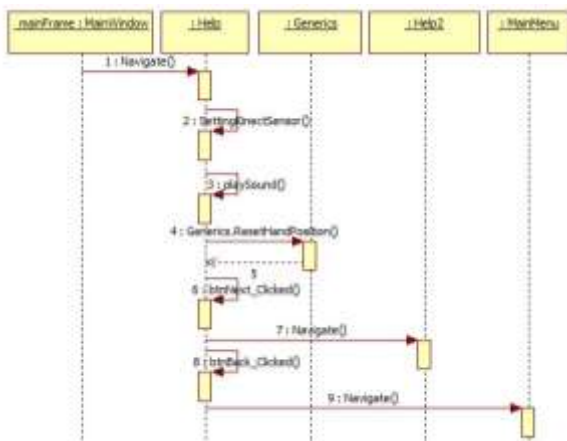 mainFrame : MainWindow
: Help
: Generics
: Help2
: MainMenu
1 : Navigate()
2 : SettingKinectSensor()
3 : playSound()
4 : Generics.ResetHandPosition()
5
6 : btnNext_Clicked()
7 : Navigate()
8 : btnBack_Clicked()
9 : Navigate()